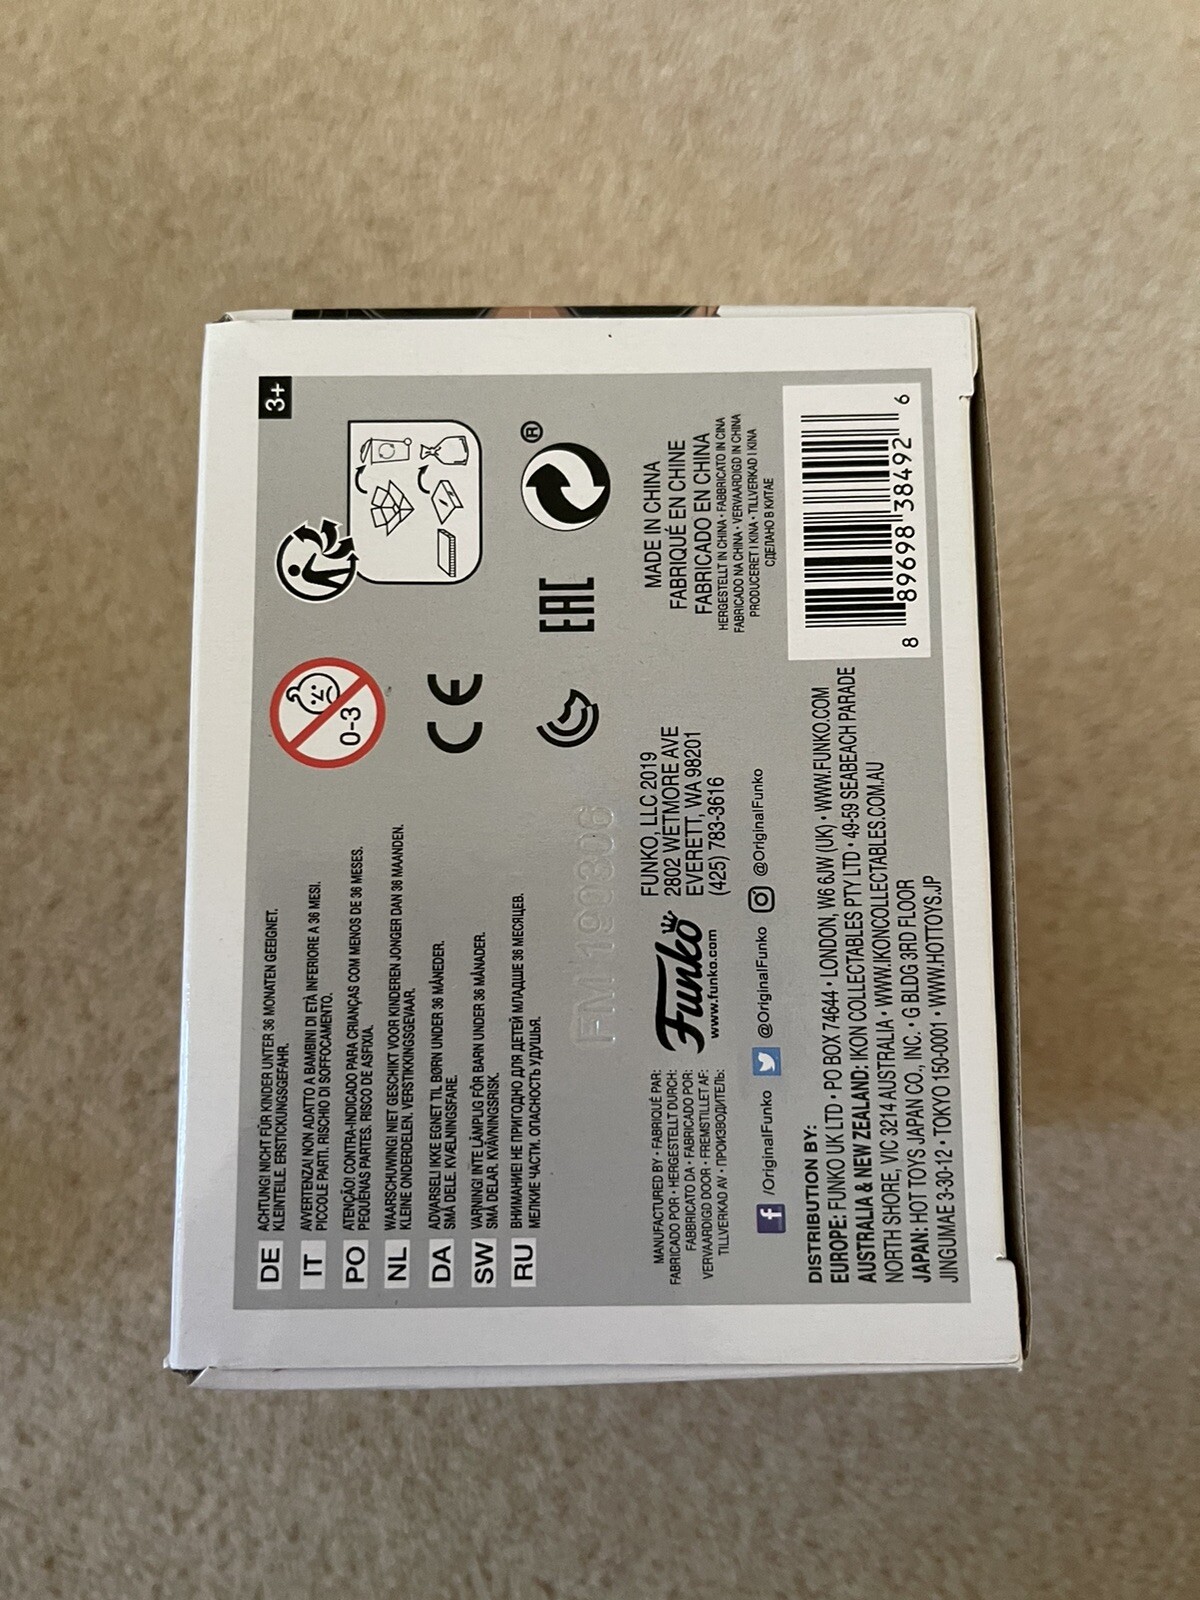 DE
ACHTUNG! NICHT FÜR KINDER UNTER 36 MONATEN GEEIGNET.
KLEINTEILE. ERSTICKUNGSGEFAHR.
IT
AVVERTENZA! NON ADATTO A BAMBINI DI ETÀ INFERIORE A 36 MESI.
PICCOLE PARTI. RISCHIO DI SOFFOCAMENTO.
PO
ATENÇÃO! CONTRA-INDICADO PARA CRIANÇAS COM MENOS DE 36 MESES.
PEQUENAS PARTES. RISCO DE ASFIXIA.
NL
WAARSCHUWING! NIET GESCHIKT VOOR KINDEREN JONGER DAN 36 MAANDEN.
KLEINE ONDERDELEN. VERSTIKKINGSGEVAAR.
DA
ADVARSEL! IKKE EGNET TIL BØRN UNDER 36 MÅNEDER.
SMÅ DELE. KVÆLNINGSFARE.
SW
VARNING! INTE LÄMPLIG FÖR BARN UNDER 36 MÅNADER.
SMÅ DELAR. KVÄVNINGSRISK.
RU
ВНИМАНИЕ! НЕ ПРИГОДНО ДЛЯ ДЕТЕЙ МЛАДШЕ 36 МЕСЯЦЕВ.
МЕЛКИЕ ЧАСТИ. ОПАСНОСТЬ УДУШЬЯ.
3+
0-3
CE
EAC
®
FM 199306
MANUFACTURED BY • FABRIQUÉ PAR:
FABRICADO POR • HERGESTELLT DURCH:
FABBRICATO DA • FABRICADO POR:
VERVAARDIGD DOOR • FREMSTILLET AF:
TILLVERKAD AV • ПРОИЗВОДИТЕЛЬ:
Funko
www.funko.com
FUNKO, LLC 2019
2802 WETMORE AVE
EVERETT, WA 98201
(425) 783-3616
MADE IN CHINA
FABRIQUÉ EN CHINE
FABRICADO EN CHINA
HERGESTELLT IN CHINA • FABBRICATO IN CINA
FABRICADO NA CHINA • VERVAARDIGD IN CHINA
PRODUCERET I KINA • TILLVERKAD I KINA
СДЕЛАНО В КИТАЕ
f /OriginalFunko @OriginalFunko @OriginalFunko
DISTRIBUTION BY:
EUROPE: FUNKO UK LTD • PO BOX 74644 • LONDON, W6 6JW (UK) • WWW.FUNKO.COM
AUSTRALIA & NEW ZEALAND: IKON COLLECTABLES PTY LTD • 49-59 SEABEACH PARADE
NORTH SHORE, VIC 3214 AUSTRALIA • WWW.IKONCOLLECTABLES.COM.AU
JAPAN: HOT TOYS JAPAN CO., INC. • G BLDG 3RD FLOOR
JINGUMAE 3-30-12 • TOKYO 150-0001 • WWW.HOTTOYS.JP
8 89698 38492 6